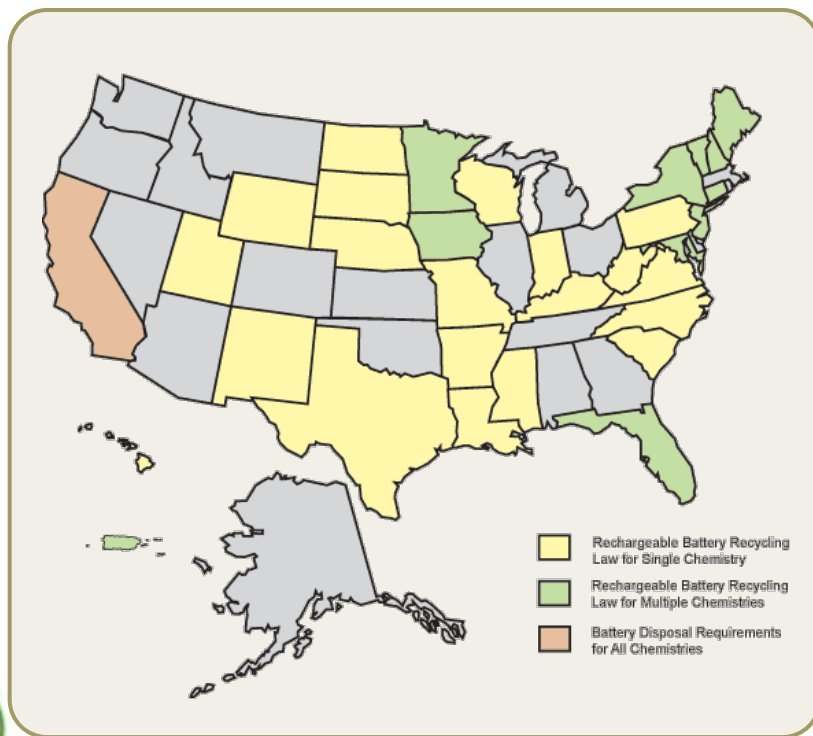 Rechargeable Battery Recycling
Law for Single Chemistry
Rechargeable Battery Recycling
Law for Multiple Chemistries
Battery Disposal Requirements
for All Chemistries